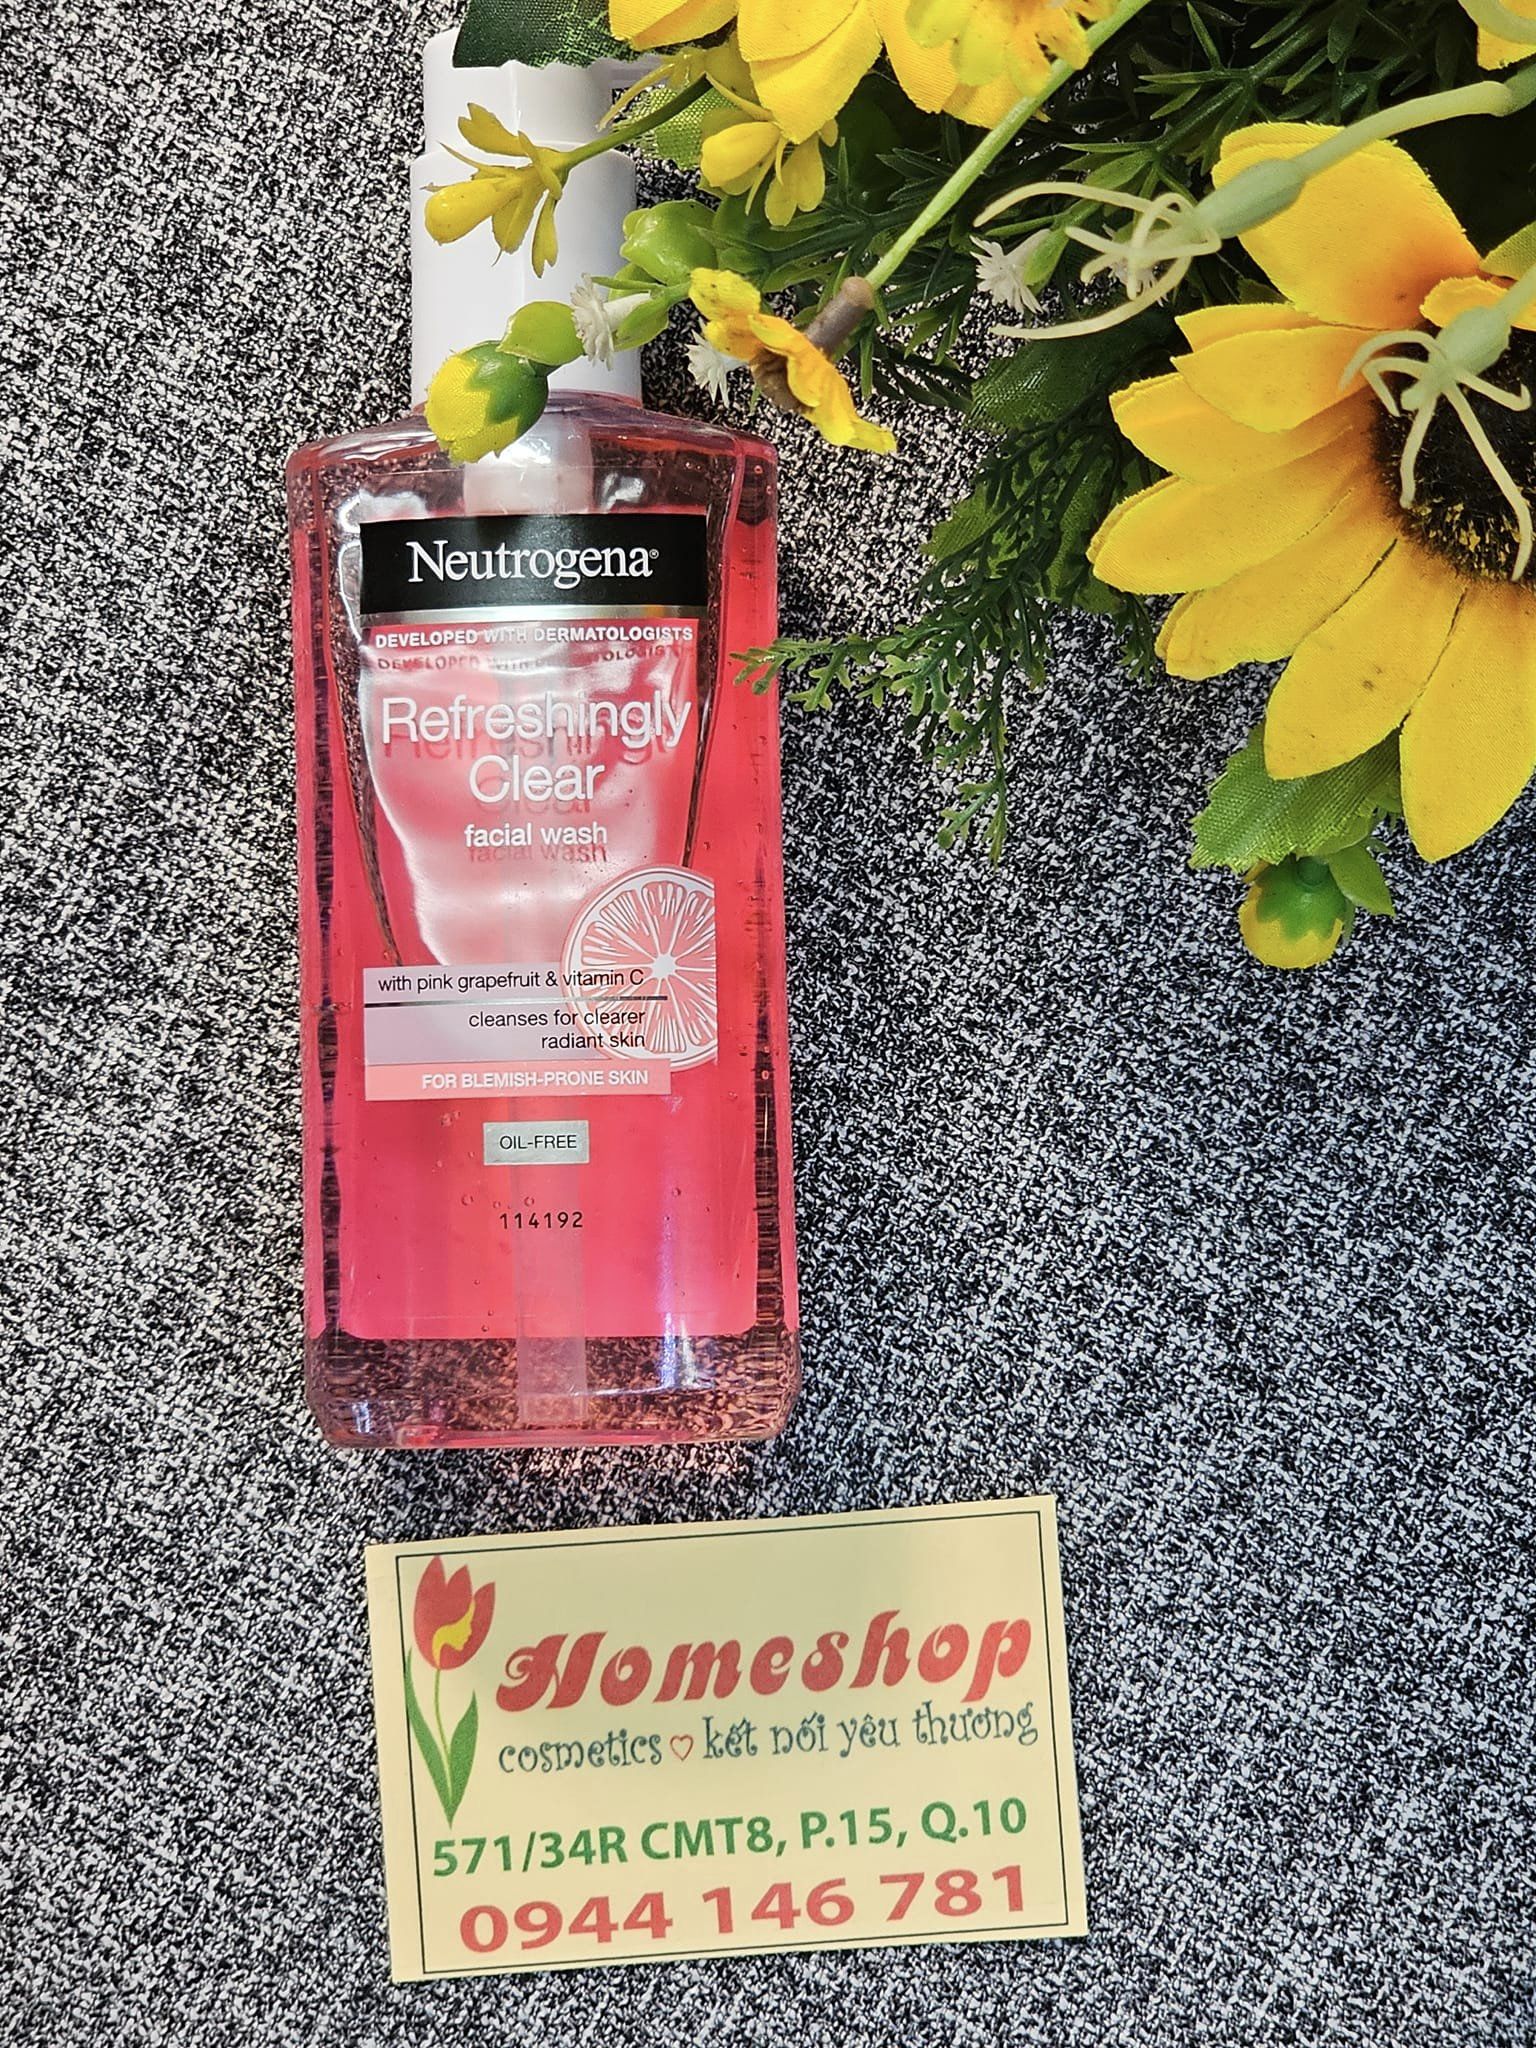 Neutrogena®
DEVELOPED WITH DERMATOLOGISTS
Refreshingly
Clear
facial wash
with pink grapefruit & vitamin C
cleanses for clearer
radiant skin
FOR BLEMISH-PRONE SKIN
OIL-FREE
114192
Homeshop
cosmetics ♡ kết nối yêu thương
571/34R CMT8, P.15, Q.10
0944 146 781